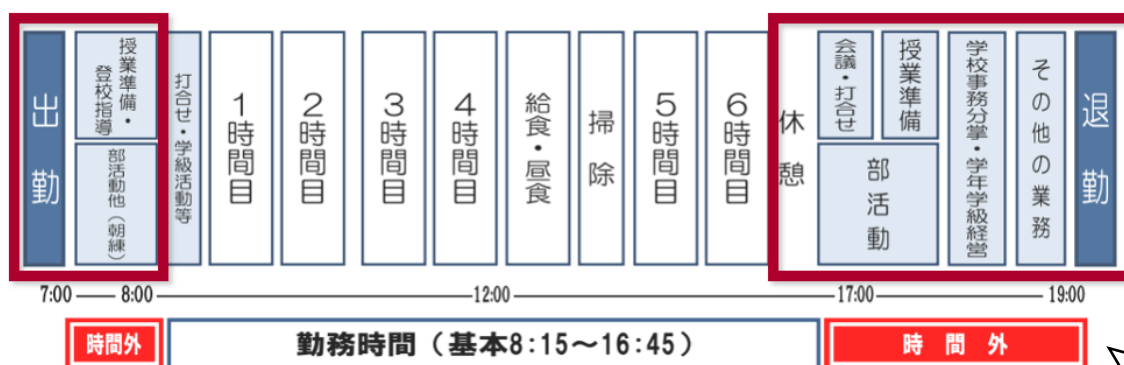 出勤
授業準備・
登校指導
部活動他（朝練）
打合せ・学級活動等
1時間目
2時間目
3時間目
4時間目
給食・昼食
掃除
5時間目
6時間目
休憩
会議・打合せ
授業準備
部活動
学校事務分掌・学年学級経営
その他の業務
退勤
7:00 8:00 12:00 17:00 19:00
時間外 勤務時間（基本8:15～16:45） 時間外